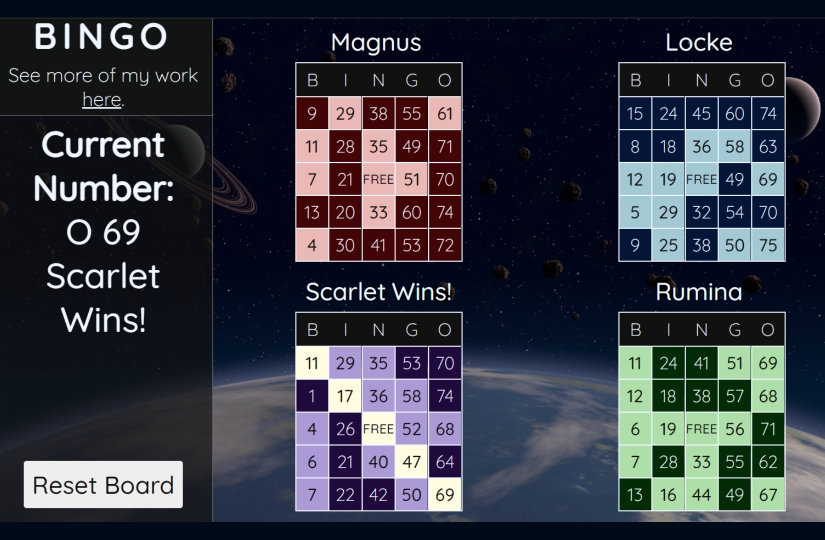 BINGO
See more of my work
here.
Current
Number:
O 69
Scarlet
Wins!
Reset Board
Magnus
B I N G O
9 29 38 55 61
11 28 35 49 71
7 21 FREE 51 70
13 20 33 60 74
4 30 41 53 72
Locke
B I N G O
15 24 45 60 74
8 18 36 58 63
12 19 FREE 49 69
5 29 32 54 70
9 25 38 50 75
Scarlet Wins!
B I N G O
11 29 35 53 70
1 17 36 58 74
4 26 FREE 52 68
6 21 40 47 64
7 22 42 50 69
Rumina
B I N G O
11 24 41 51 69
12 18 38 57 68
6 19 FREE 56 71
7 28 33 55 62
13 16 44 49 67